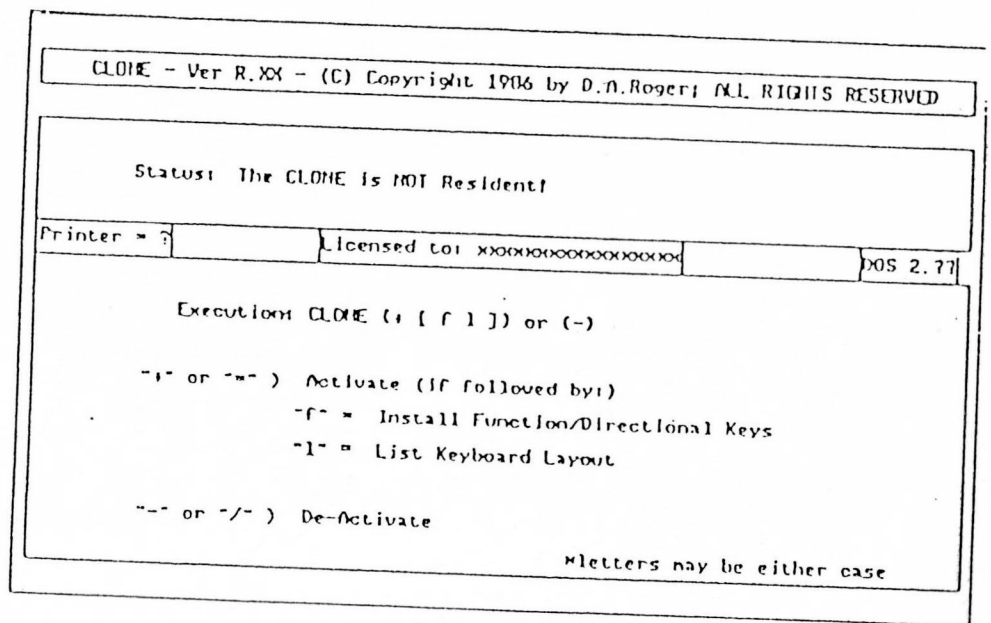 CLONE - Ver R.XX - (C) Copyright 1986 by D.A.Roger; ALL RIGHTS RESERVED
Status: The CLONE is NOT Resident!
Printer = ? Licensed to: xxxxxxxxxxxxxxxxxxxx DOS 2.??
Execution: CLONE (+ [ f l ]) or (-)
"+" or "=" ) Activate (if followed by:)
"f" = Install Function/Directional Keys
"l" = List Keyboard Layout
"-" or "/" ) De-Activate
*letters may be either case